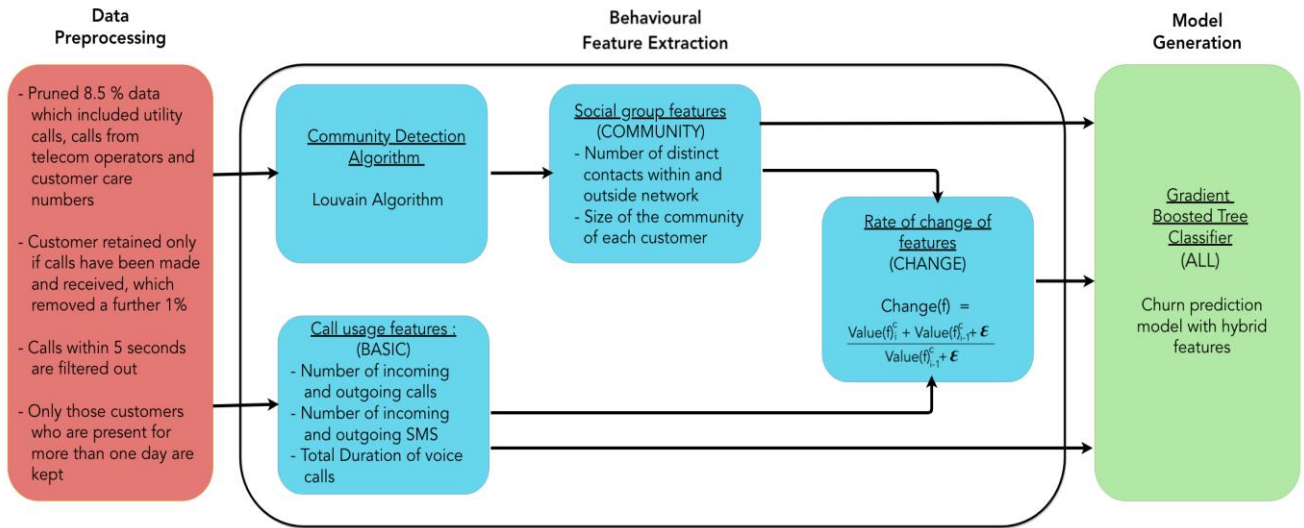 Data
Preprocessing
- Pruned 8.5 % data
which included utility
calls, calls from
telecom operators and
customer care
numbers
- Customer retained only
if calls have been made
and received, which
removed a further 1%
- Calls within 5 seconds
are filtered out
- Only those customers
who are present for
more than one day are
kept
Behavioural
Feature Extraction
Community Detection
Algorithm
Louvain Algorithm
Social group features
(COMMUNITY)
- Number of distinct
contacts within and
outside network
- Size of the community
of each customer
Call usage features :
(BASIC)
- Number of incoming
and outgoing calls
- Number of incoming
and outgoing SMS
- Total Duration of voice
calls
Rate of change of
features
(CHANGE)
Change(f) =
Value(f)ᵢᶜ + Value(f)ᵢ₋₁ᶜ + ε
Value(f)ᵢ₋₁ᶜ + ε
Model
Generation
Gradient
Boosted Tree
Classifier
(ALL)
Churn prediction
model with hybrid
features